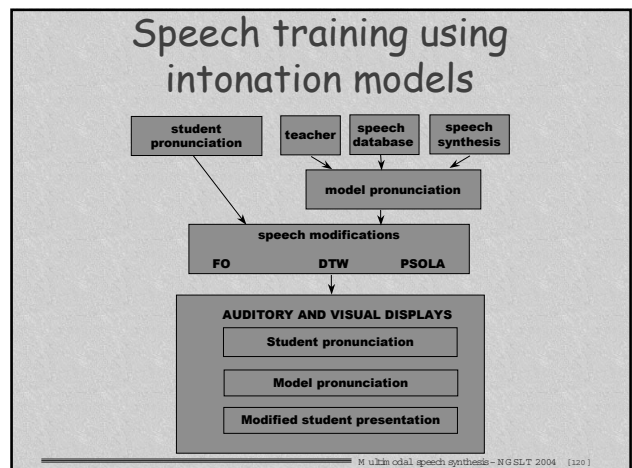 Speech training using
intonation models
student
pronunciation
teacher
speech
database
speech
synthesis
model pronunciation
speech modifications
FO DTW PSOLA
AUDITORY AND VISUAL DISPLAYS
Student pronunciation
Model pronunciation
Modified student presentation
Multimodal speech synthesis – NGSLT 2004 [120]